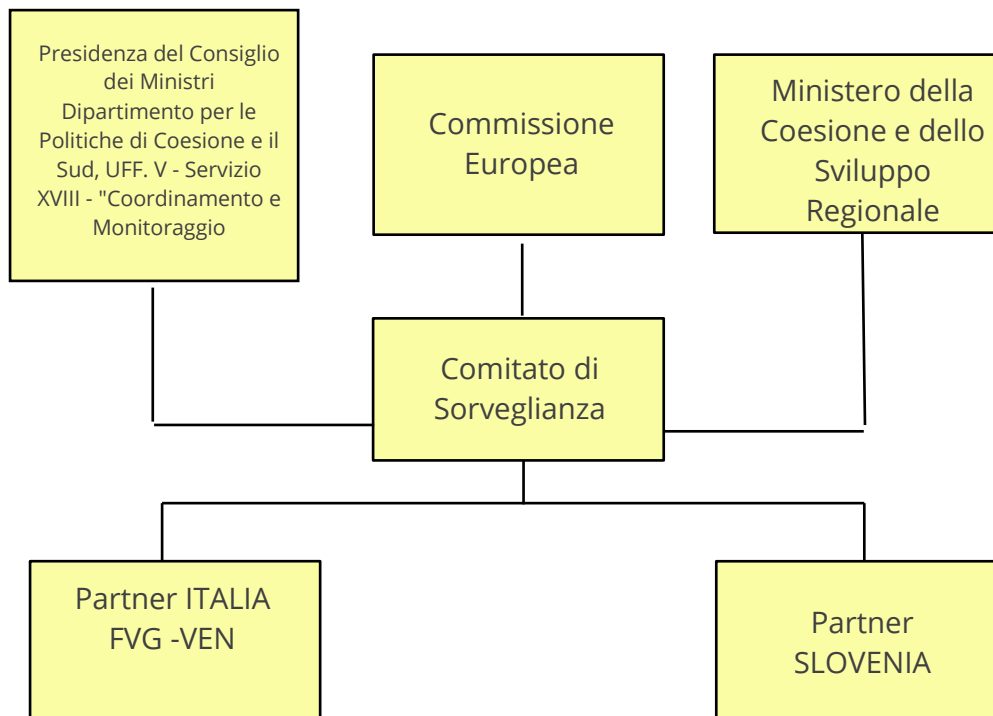 Presidenza del Consiglio
dei Ministri
Dipartimento per le
Politiche di Coesione e il
Sud, UFF. V - Servizio
XVIII - "Coordinamento e
Monitoraggio
Commissione
Europea
Ministero della
Coesione e dello
Sviluppo
Regionale
Comitato di
Sorveglianza
Partner ITALIA
FVG -VEN
Partner
SLOVENIA